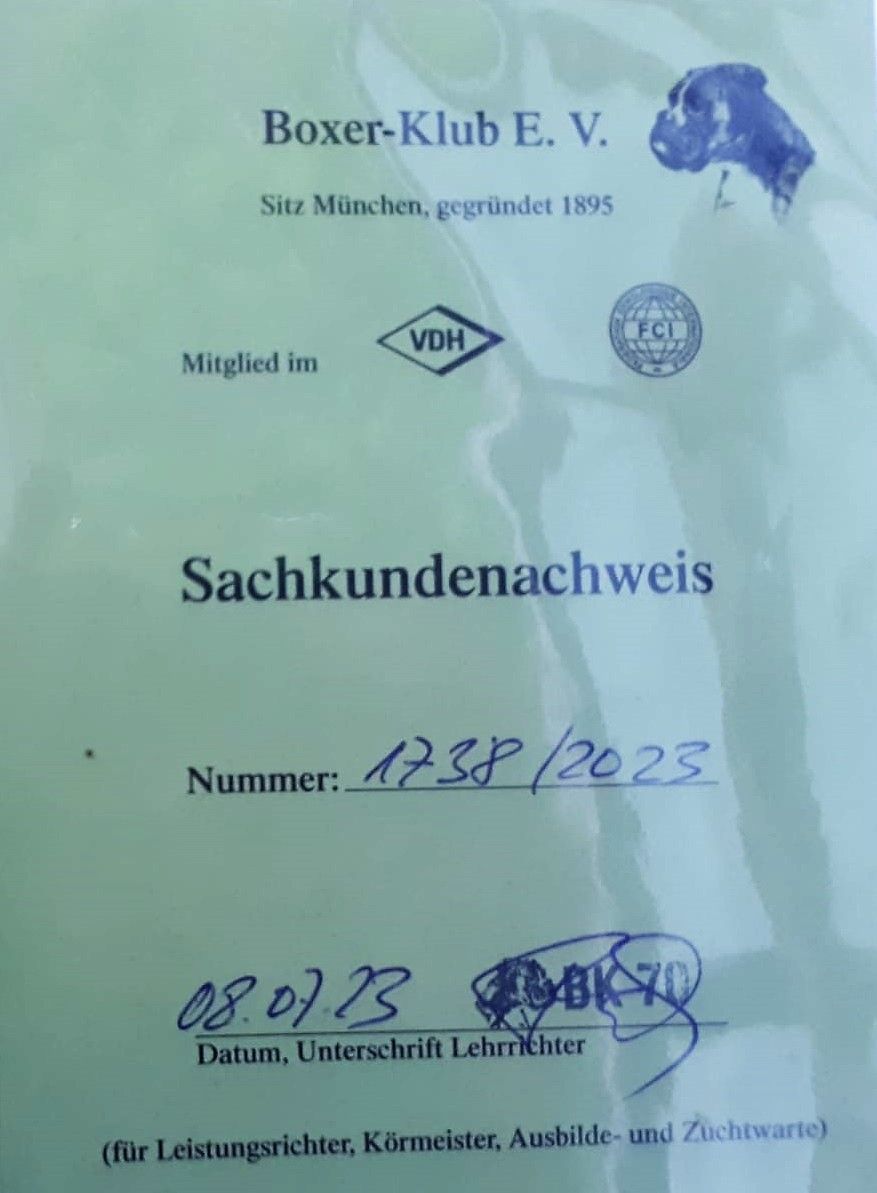 Boxer-Klub E. V.
Sitz München, gegründet 1895
Mitglied im
VDH
FCI
Sachkundenachweis
Nummer: 1738/2023
08.07.23 BK-70
Datum, Unterschrift Lehrrichter
(für Leistungsrichter, Körmeister, Ausbilde- und Zuchtwarte)